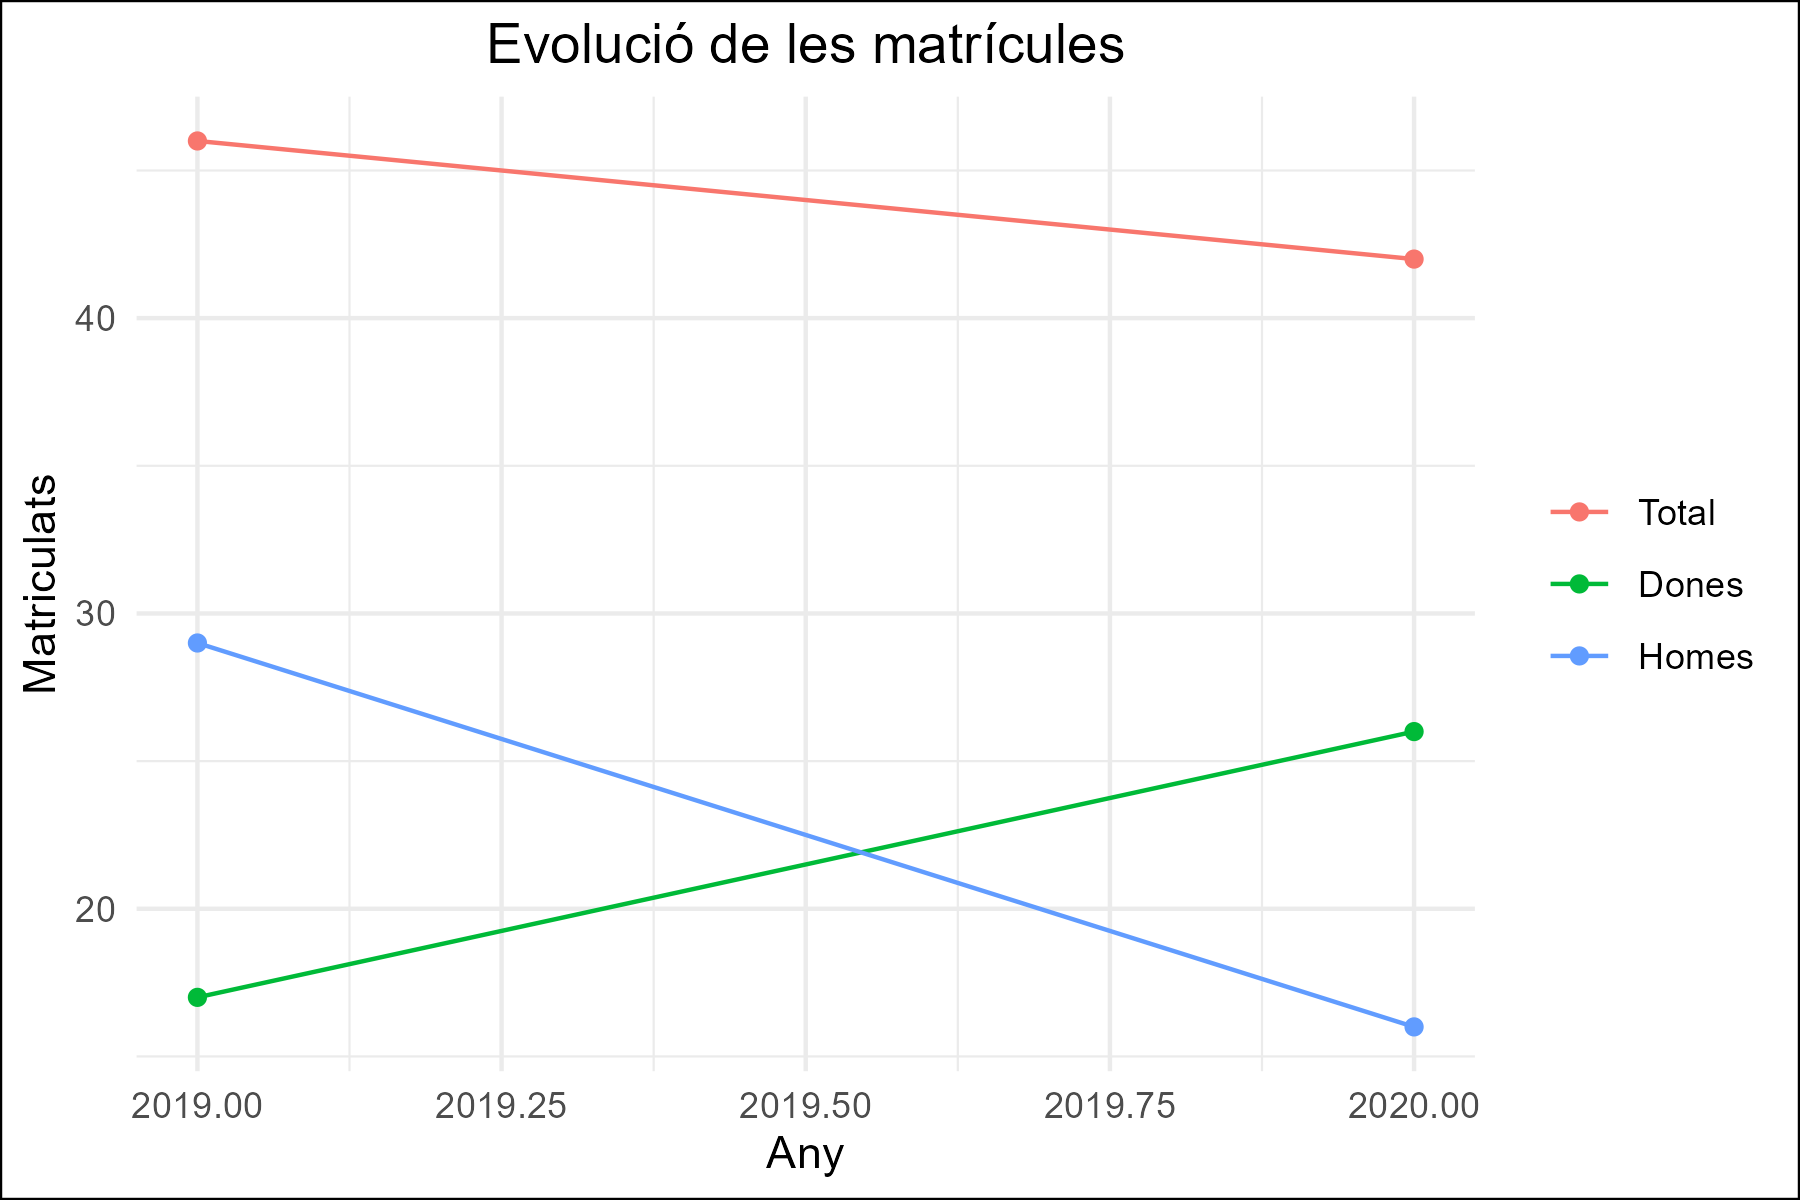 Evolució de les matrícules
Matriculats
40
30
20
2019.00
2019.25
2019.50
2019.75
2020.00
Any
Total
Dones
Homes